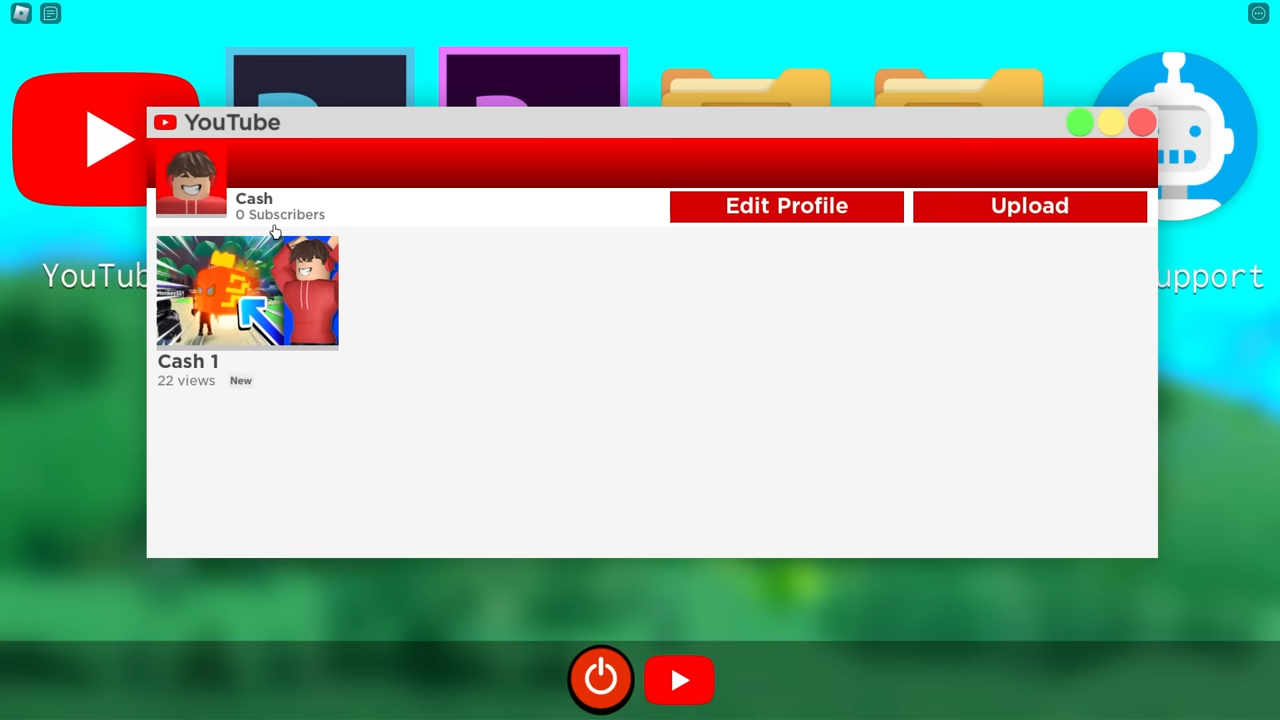 YouTube
Cash
0 Subscribers
Edit Profile
Upload
Cash 1
22 views
New
YouTub
upport